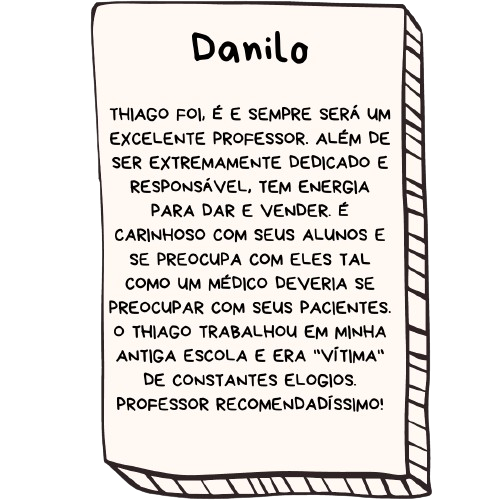 Danilo
THIAGO FOI, É E SEMPRE SERÁ UM
EXCELENTE PROFESSOR. ALÉM DE
SER EXTREMAMENTE DEDICADO E
RESPONSÁVEL, TEM ENERGIA
PARA DAR E VENDER. É
CARINHOSO COM SEUS ALUNOS E
SE PREOCUPA COM ELES TAL
COMO UM MÉDICO DEVERIA SE
PREOCUPAR COM SEUS PACIENTES.
O THIAGO TRABALHOU EM MINHA
ANTIGA ESCOLA E ERA "VÍTIMA"
DE CONSTANTES ELOGIOS.
PROFESSOR RECOMENDADÍSSIMO!